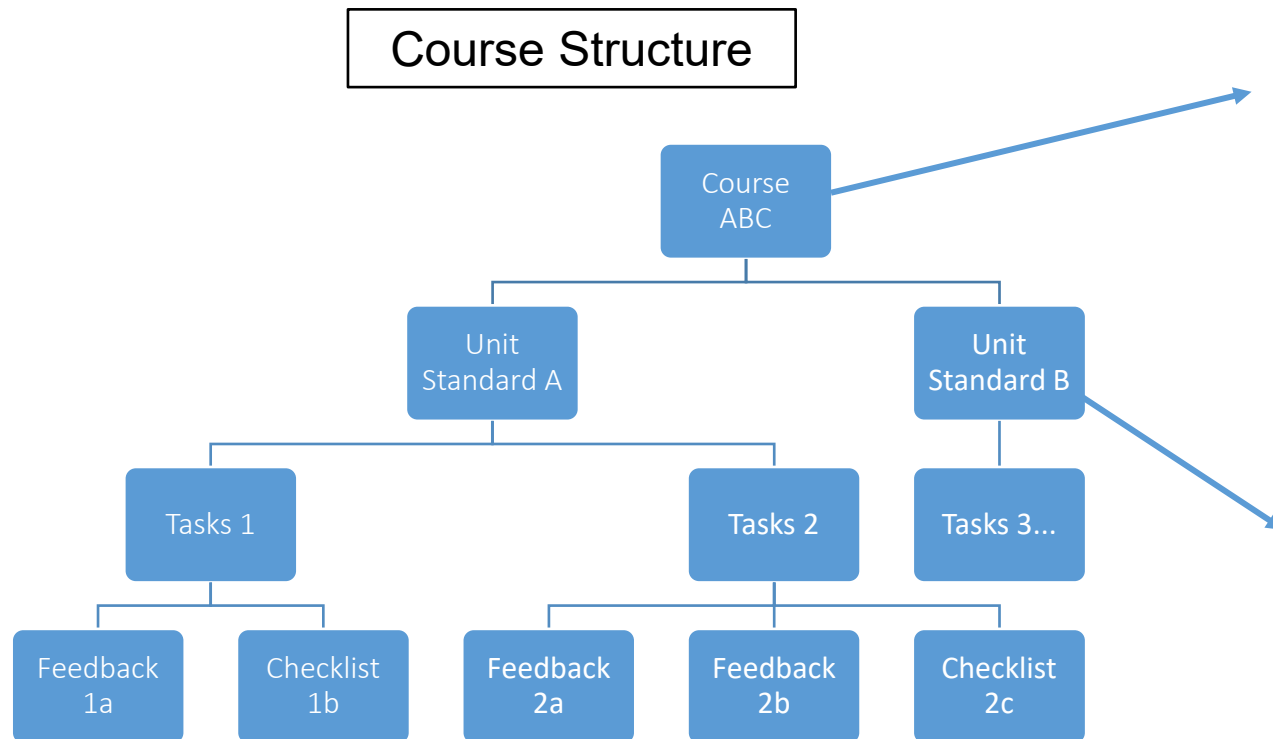 Course Structure
Course
ABC
Unit
Standard A
Unit
Standard B
Tasks 1
Tasks 2
Tasks 3...
Feedback
1a
Checklist
1b
Feedback
2a
Feedback
2b
Checklist
2c